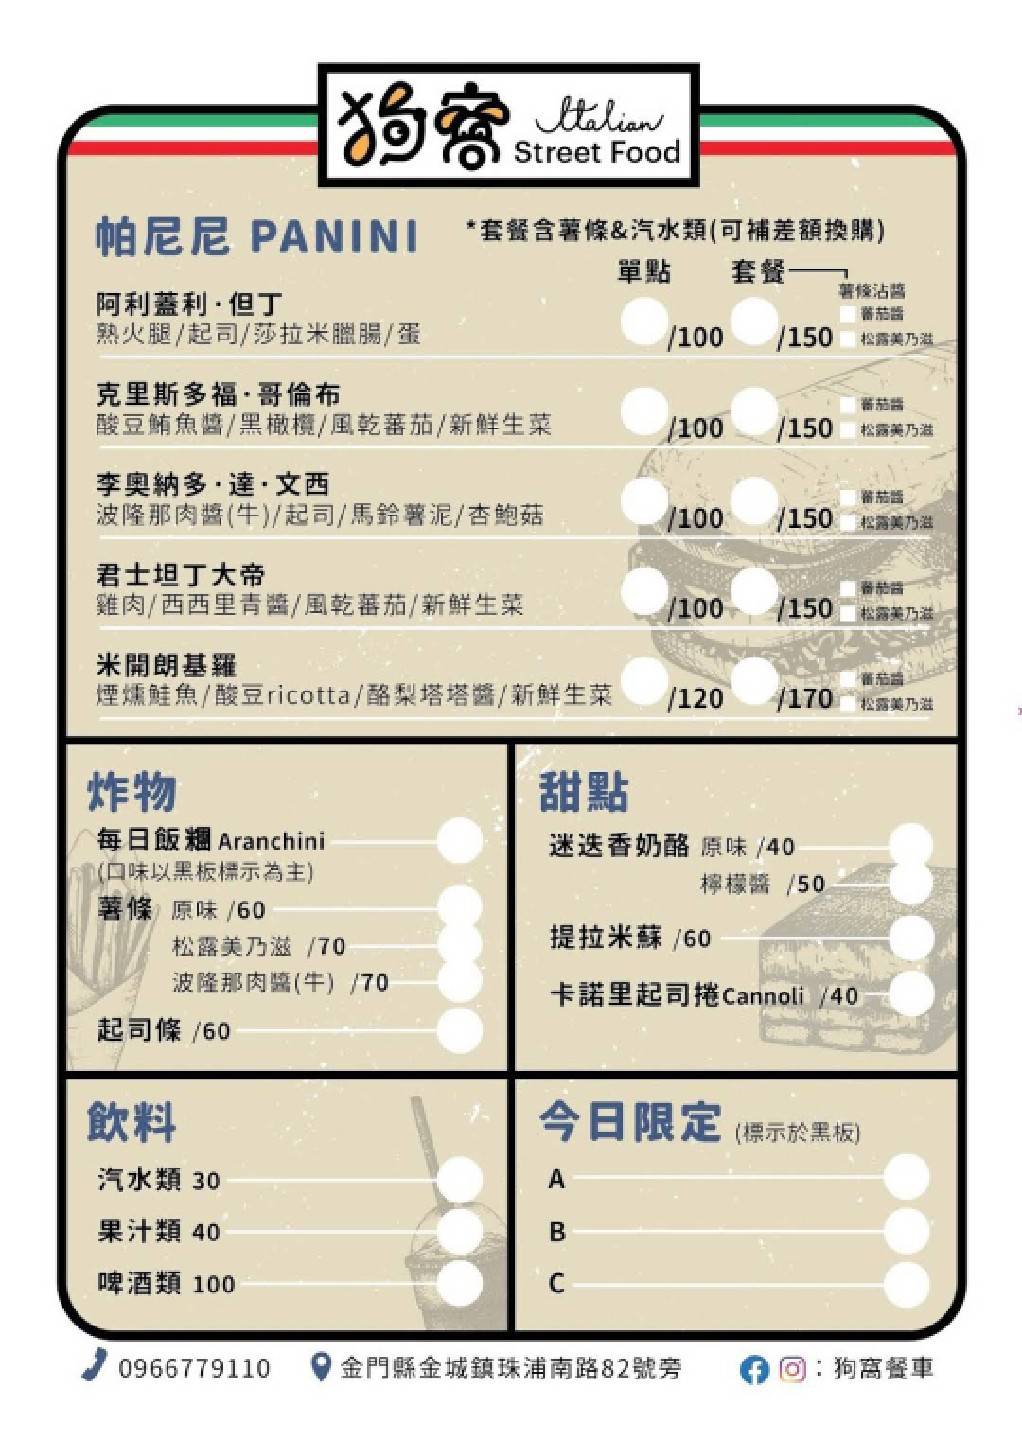 狗窩 Italian
Street Food
帕尼尼 PANINI
*套餐含薯條&汽水類(可補差額換購)
單點 套餐
薯條沾醬
阿利蓋利·但丁
熟火腿/起司/莎拉米臘腸/蛋
/100 /150 蕃茄醬
松露美乃滋
克里斯多福·哥倫布
酸豆鮪魚醬/黑橄欖/風乾蕃茄/新鮮生菜
/100 /150 蕃茄醬
松露美乃滋
李奧納多·達·文西
波隆那肉醬(牛)/起司/馬鈴薯泥/杏鮑菇
/100 /150 蕃茄醬
松露美乃滋
君士坦丁大帝
雞肉/西西里青醬/風乾蕃茄/新鮮生菜
/100 /150 蕃茄醬
松露美乃滋
米開朗基羅
煙燻鮭魚/酸豆ricotta/酪梨塔塔醬/新鮮生菜
/120 /170 蕃茄醬
松露美乃滋
炸物
每日飯糰 Aranchini
(口味以黑板標示為主)
薯條 原味 /60
松露美乃滋 /70
波隆那肉醬(牛) /70
起司條 /60
甜點
迷迭香奶酪 原味 /40
檸檬醬 /50
提拉米蘇 /60
卡諾里起司捲Cannoli /40
飲料
汽水類 30
果汁類 40
啤酒類 100
今日限定 (標示於黑板)
A
B
C
0966779110 金門縣金城鎮珠浦南路82號旁 : 狗窩餐車